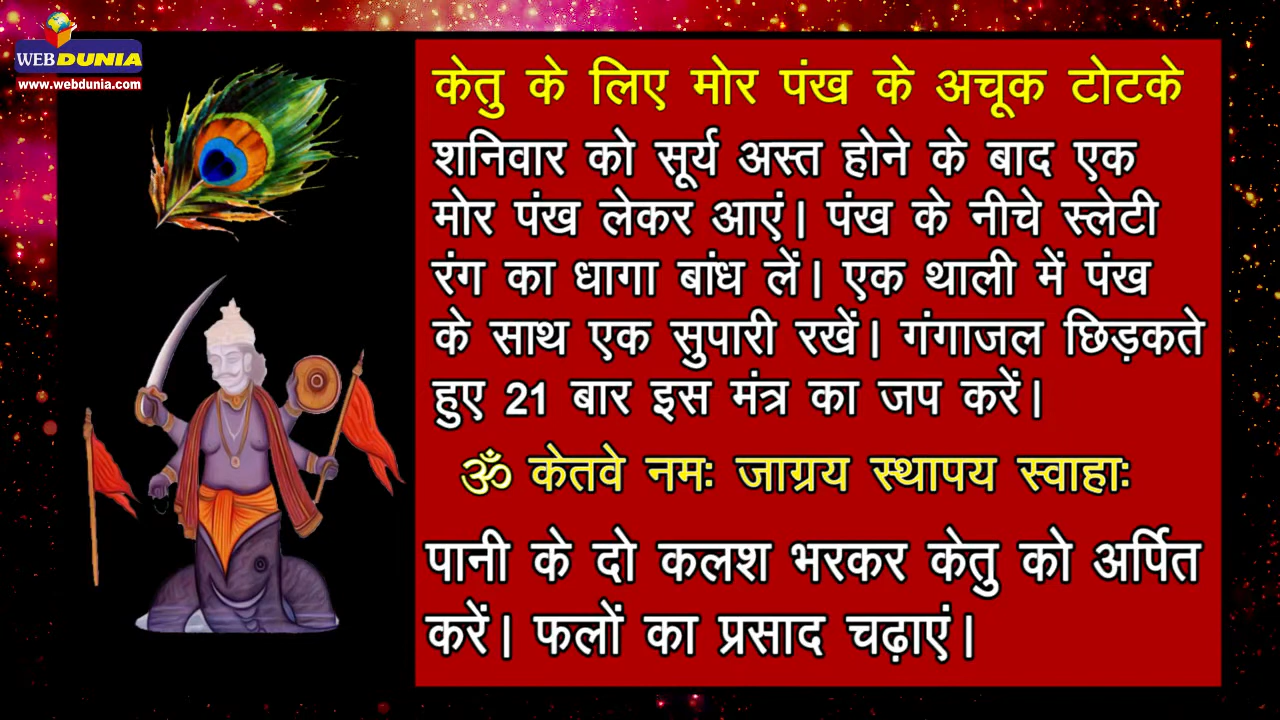 WEBDUNIA
www.webdunia.com
केतु के लिए मोर पंख के अचूक टोटके
शनिवार को सूर्य अस्त होने के बाद एक
मोर पंख लेकर आएं। पंख के नीचे स्लेटी
रंग का धागा बांध लें। एक थाली में पंख
के साथ एक सुपारी रखें। गंगाजल छिड़कते
हुए 21 बार इस मंत्र का जप करें।
ॐ केतवे नमः जाग्रय स्थापय स्वाहाः
पानी के दो कलश भरकर केतु को अर्पित
करें। फलों का प्रसाद चढ़ाएं।